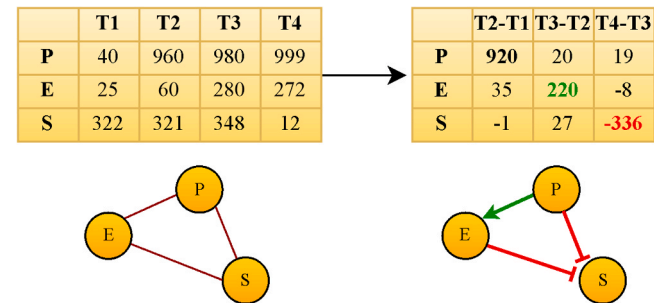 T1 T2 T3 T4
P 40 960 980 999
E 25 60 280 272
S 322 321 348 12
T2-T1 T3-T2 T4-T3
P 920 20 19
E 35 220 -8
S -1 27 -336
P
E
S
P
E
S